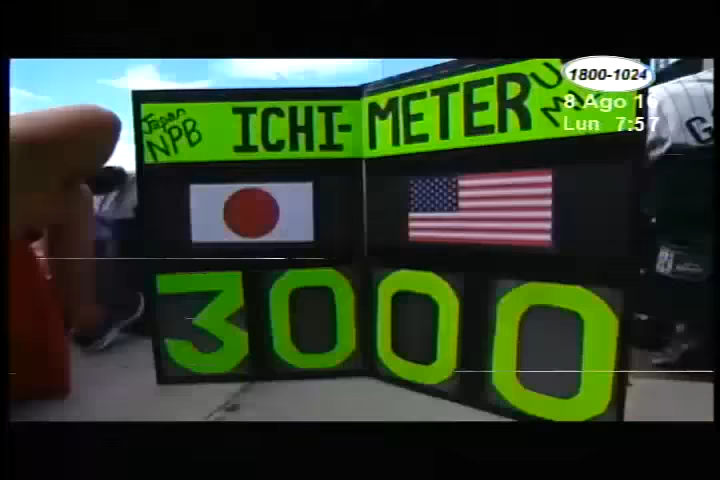 1800-1024
8 Ago 16
Lun 7:57
Japan
NPB
ICHI-METER
3000